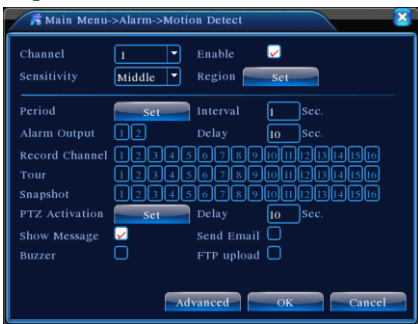 Main Menu->Alarm->Motion Detect
Channel 1 Enable
Sensitivity Middle Region Set
Period Set Interval 1 Sec.
Alarm Output 1 2 Delay 10 Sec.
Record Channel 1 2 3 4 5 6 7 8 9 10 11 12 13 14 15 16
Tour 1 2 3 4 5 6 7 8 9 10 11 12 13 14 15 16
Snapshot 1 2 3 4 5 6 7 8 9 10 11 12 13 14 15 16
PTZ Activation Set Delay 10 Sec.
Show Message Send Email
Buzzer FTP upload
Advanced OK Cancel